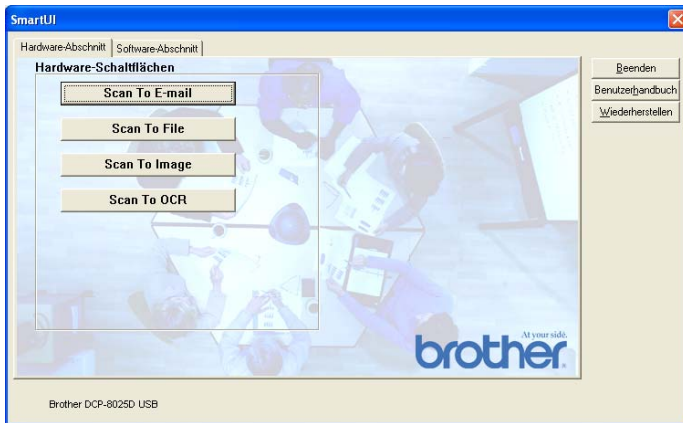 SmartUI
Hardware-Abschnitt Software-Abschnitt
Hardware-Schaltflächen
Scan To E-mail
Scan To File
Scan To Image
Scan To OCR
Beenden
Benutzerhandbuch
Wiederherstellen
At your side.
brother
Brother DCP-8025D USB